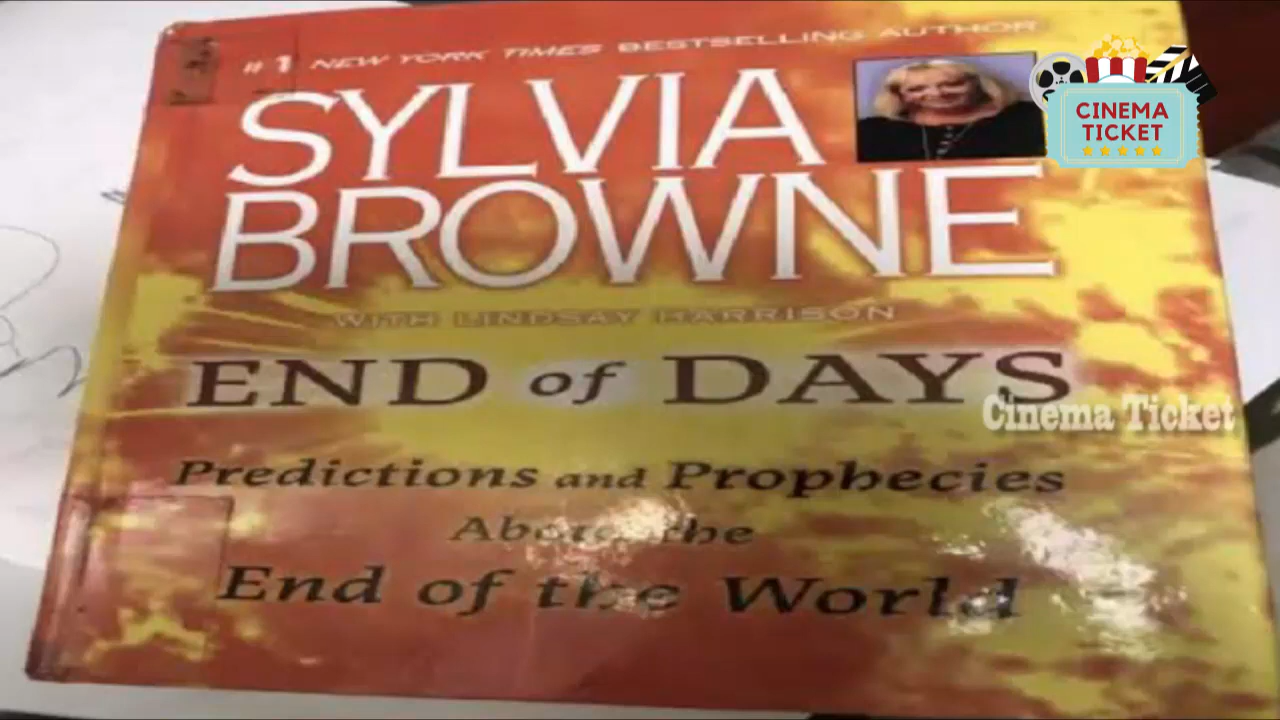 #1 NEW YORK TIMES BESTSELLING AUTHOR
SYLVIA
BROWNE
WITH LINDSAY HARRISON
END of DAYS
Predictions and Prophecies
About the
End of the World
CINEMA
TICKET
Cinema Ticket